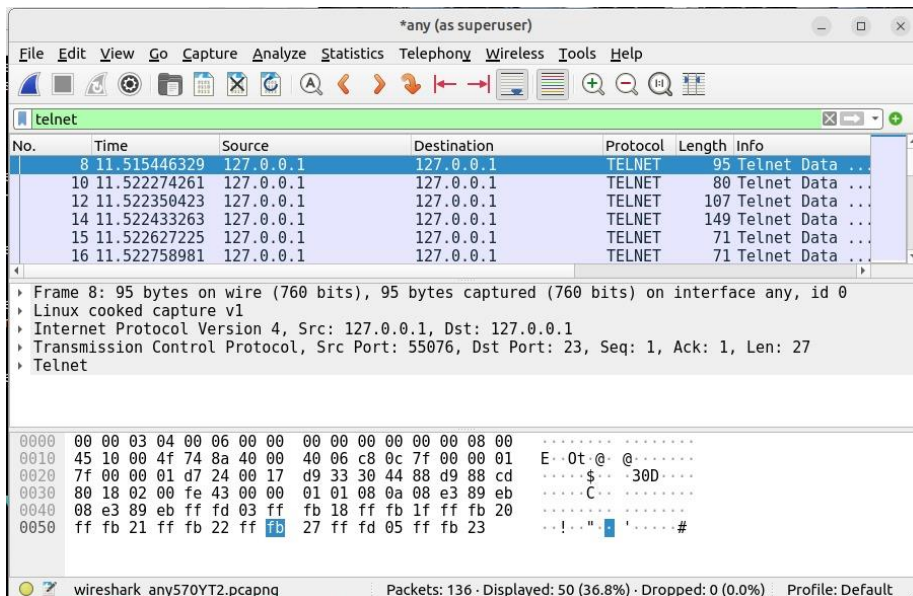 *any (as superuser)
File Edit View Go Capture Analyze Statistics Telephony Wireless Tools Help
telnet
No. Time Source Destination Protocol Length Info
8 11.515446329 127.0.0.1 127.0.0.1 TELNET 95 Telnet Data ...
10 11.522274261 127.0.0.1 127.0.0.1 TELNET 80 Telnet Data ...
12 11.522350423 127.0.0.1 127.0.0.1 TELNET 107 Telnet Data ...
14 11.522433263 127.0.0.1 127.0.0.1 TELNET 149 Telnet Data ...
15 11.522627225 127.0.0.1 127.0.0.1 TELNET 71 Telnet Data ...
16 11.522758981 127.0.0.1 127.0.0.1 TELNET 71 Telnet Data ...
Frame 8: 95 bytes on wire (760 bits), 95 bytes captured (760 bits) on interface any, id 0
Linux cooked capture v1
Internet Protocol Version 4, Src: 127.0.0.1, Dst: 127.0.0.1
Transmission Control Protocol, Src Port: 55076, Dst Port: 23, Seq: 1, Ack: 1, Len: 27
Telnet
0000 00 00 03 04 00 06 00 00 00 00 00 00 00 00 08 00 ········ ········
0010 45 10 00 4f 74 8a 40 00 40 06 c8 0c 7f 00 00 01 E··Ot·@· @·······
0020 7f 00 00 01 d7 24 00 17 d9 33 30 44 88 d9 88 cd ·····$·· ·30D····
0030 80 18 02 00 fe 43 00 00 01 01 08 0a 08 e3 89 eb ·····C·· ········
0040 08 e3 89 eb ff fd 03 ff fb 18 ff fb 1f ff fb 20 ········ ·······
0050 ff fb 21 ff fb 22 ff fb 27 ff fd 05 ff fb 23 ··!··"·· '·····#
wireshark_any570YT2.pcapng Packets: 136 · Displayed: 50 (36.8%) · Dropped: 0 (0.0%) Profile: Default